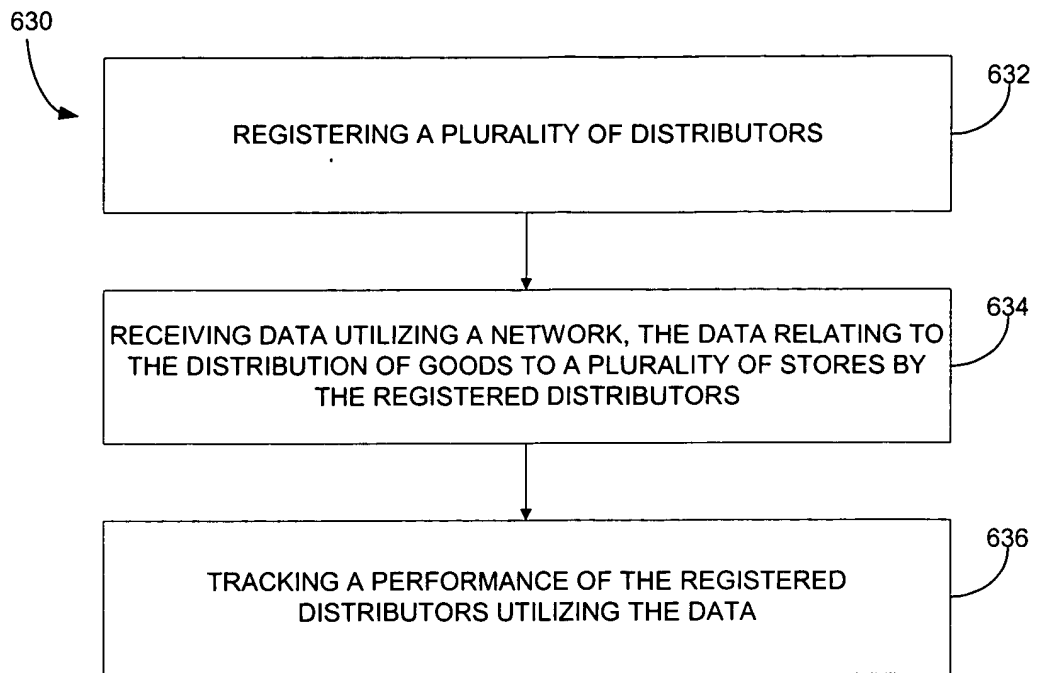 630
632
REGISTERING A PLURALITY OF DISTRIBUTORS
634
RECEIVING DATA UTILIZING A NETWORK, THE DATA RELATING TO
THE DISTRIBUTION OF GOODS TO A PLURALITY OF STORES BY
THE REGISTERED DISTRIBUTORS
636
TRACKING A PERFORMANCE OF THE REGISTERED
DISTRIBUTORS UTILIZING THE DATA